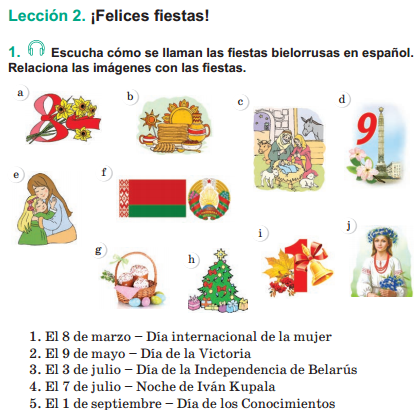 Lección 2. ¡Felices fiestas!
1. Escucha cómo se llaman las fiestas bielorrusas en español.
Relaciona las imágenes con las fiestas.
a
b
c
d
9
e
f
g
h
i
1
j
8
1. El 8 de marzo – Día internacional de la mujer
2. El 9 de mayo – Día de la Victoria
3. El 3 de julio – Día de la Independencia de Belarús
4. El 7 de julio – Noche de Iván Kupala
5. El 1 de septiembre – Día de los Conocimientos